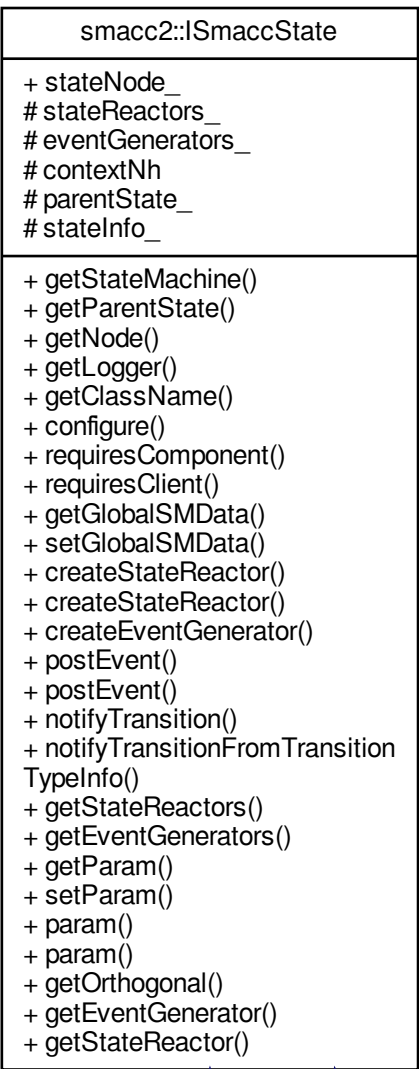 smacc2::ISmaccState
+ stateNode_
# stateReactors_
# eventGenerators_
# contextNh
# parentState_
# stateInfo_
+ getStateMachine()
+ getParentState()
+ getNode()
+ getLogger()
+ getClassName()
+ configure()
+ requiresComponent()
+ requiresClient()
+ getGlobalSMData()
+ setGlobalSMData()
+ createStateReactor()
+ createStateReactor()
+ createEventGenerator()
+ postEvent()
+ postEvent()
+ notifyTransition()
+ notifyTransitionFromTransition
TypeInfo()
+ getStateReactors()
+ getEventGenerators()
+ getParam()
+ setParam()
+ param()
+ param()
+ getOrthogonal()
+ getEventGenerator()
+ getStateReactor()